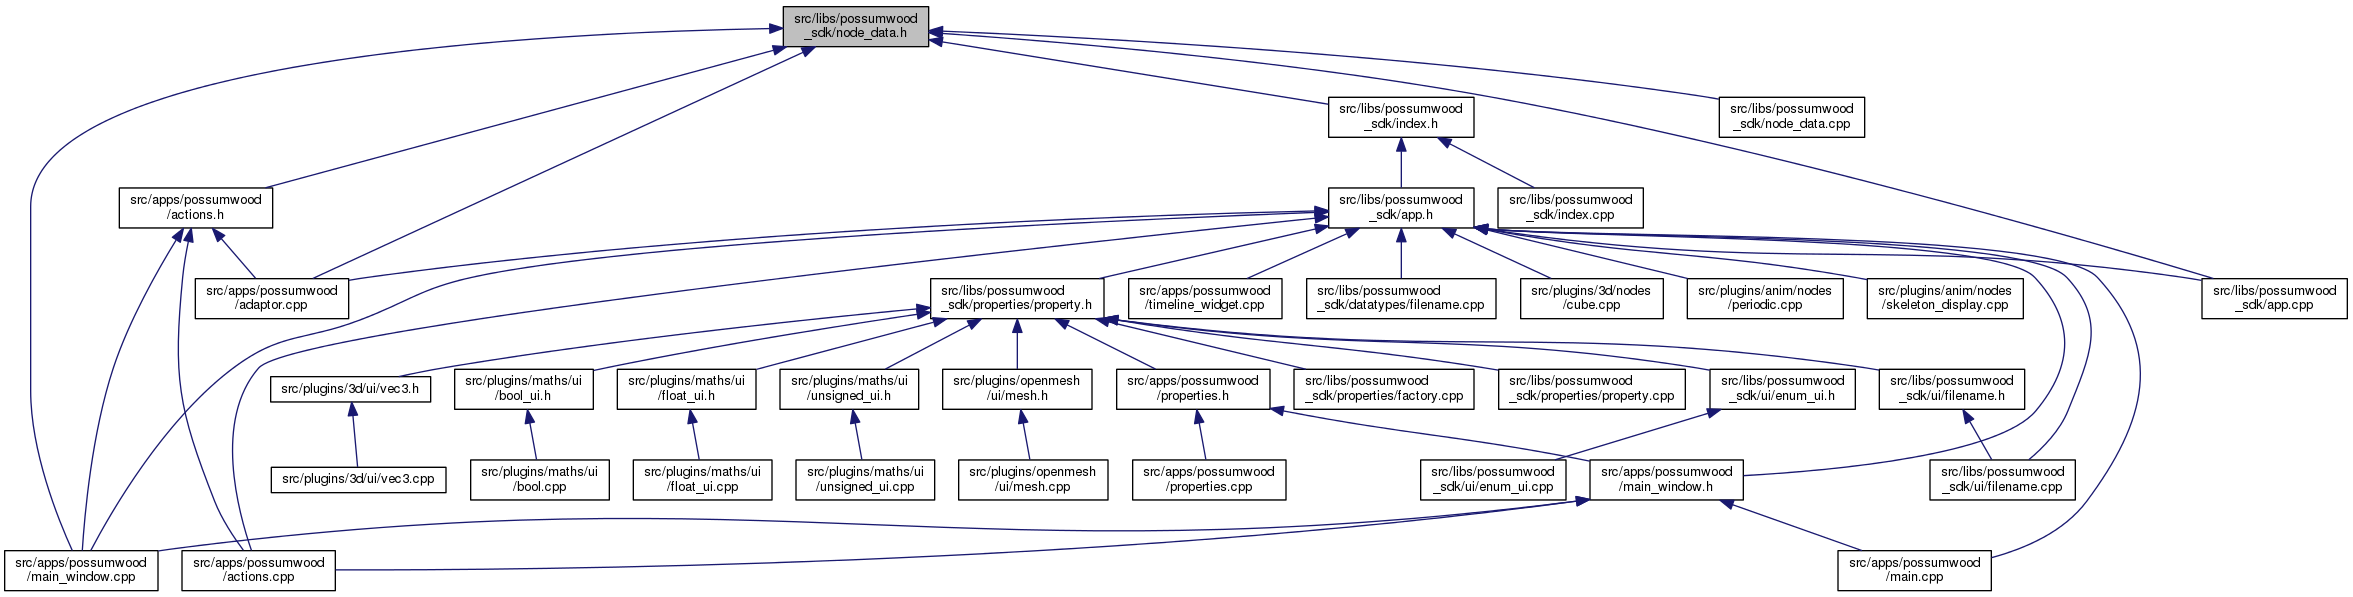 src/libs/possumwood
_sdk/node_data.h
src/libs/possumwood
_sdk/index.h
src/libs/possumwood
_sdk/node_data.cpp
src/apps/possumwood
/actions.h
src/libs/possumwood
_sdk/app.h
src/libs/possumwood
_sdk/index.cpp
src/apps/possumwood
/adaptor.cpp
src/libs/possumwood
_sdk/properties/property.h
src/apps/possumwood
/timeline_widget.cpp
src/libs/possumwood
_sdk/datatypes/filename.cpp
src/plugins/3d/nodes
/cube.cpp
src/plugins/anim/nodes
/periodic.cpp
src/plugins/anim/nodes
/skeleton_display.cpp
src/libs/possumwood
_sdk/app.cpp
src/plugins/3d/ui/vec3.h
src/plugins/maths/ui
/bool_ui.h
src/plugins/maths/ui
/float_ui.h
src/plugins/maths/ui
/unsigned_ui.h
src/plugins/openmesh
/ui/mesh.h
src/apps/possumwood
/properties.h
src/libs/possumwood
_sdk/properties/factory.cpp
src/libs/possumwood
_sdk/properties/property.cpp
src/libs/possumwood
_sdk/ui/enum_ui.h
src/libs/possumwood
_sdk/ui/filename.h
src/plugins/3d/ui/vec3.cpp
src/plugins/maths/ui
/bool.cpp
src/plugins/maths/ui
/float_ui.cpp
src/plugins/maths/ui
/unsigned_ui.cpp
src/plugins/openmesh
/ui/mesh.cpp
src/apps/possumwood
/properties.cpp
src/libs/possumwood
_sdk/ui/enum_ui.cpp
src/apps/possumwood
/main_window.h
src/libs/possumwood
_sdk/ui/filename.cpp
src/apps/possumwood
/main_window.cpp
src/apps/possumwood
/actions.cpp
src/apps/possumwood
/main.cpp